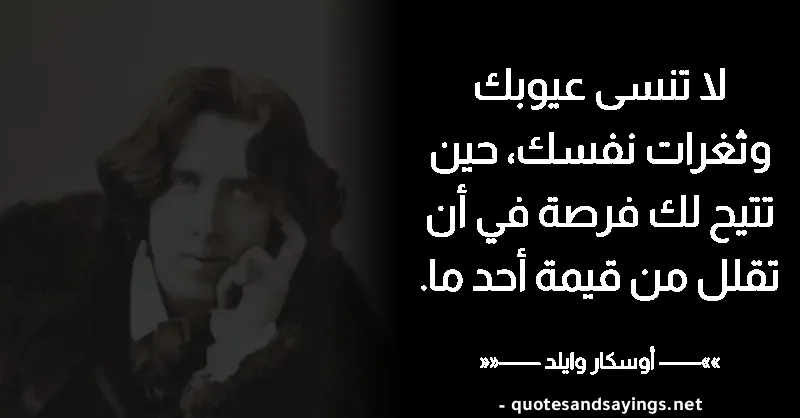 لا تنسى عيوبك
وثغرات نفسك، حين
تتيح لك فرصة في أن
تقلل من قيمة أحد ما.
»»——— أوسكار وايلد ———««
- quotesandsayings.net